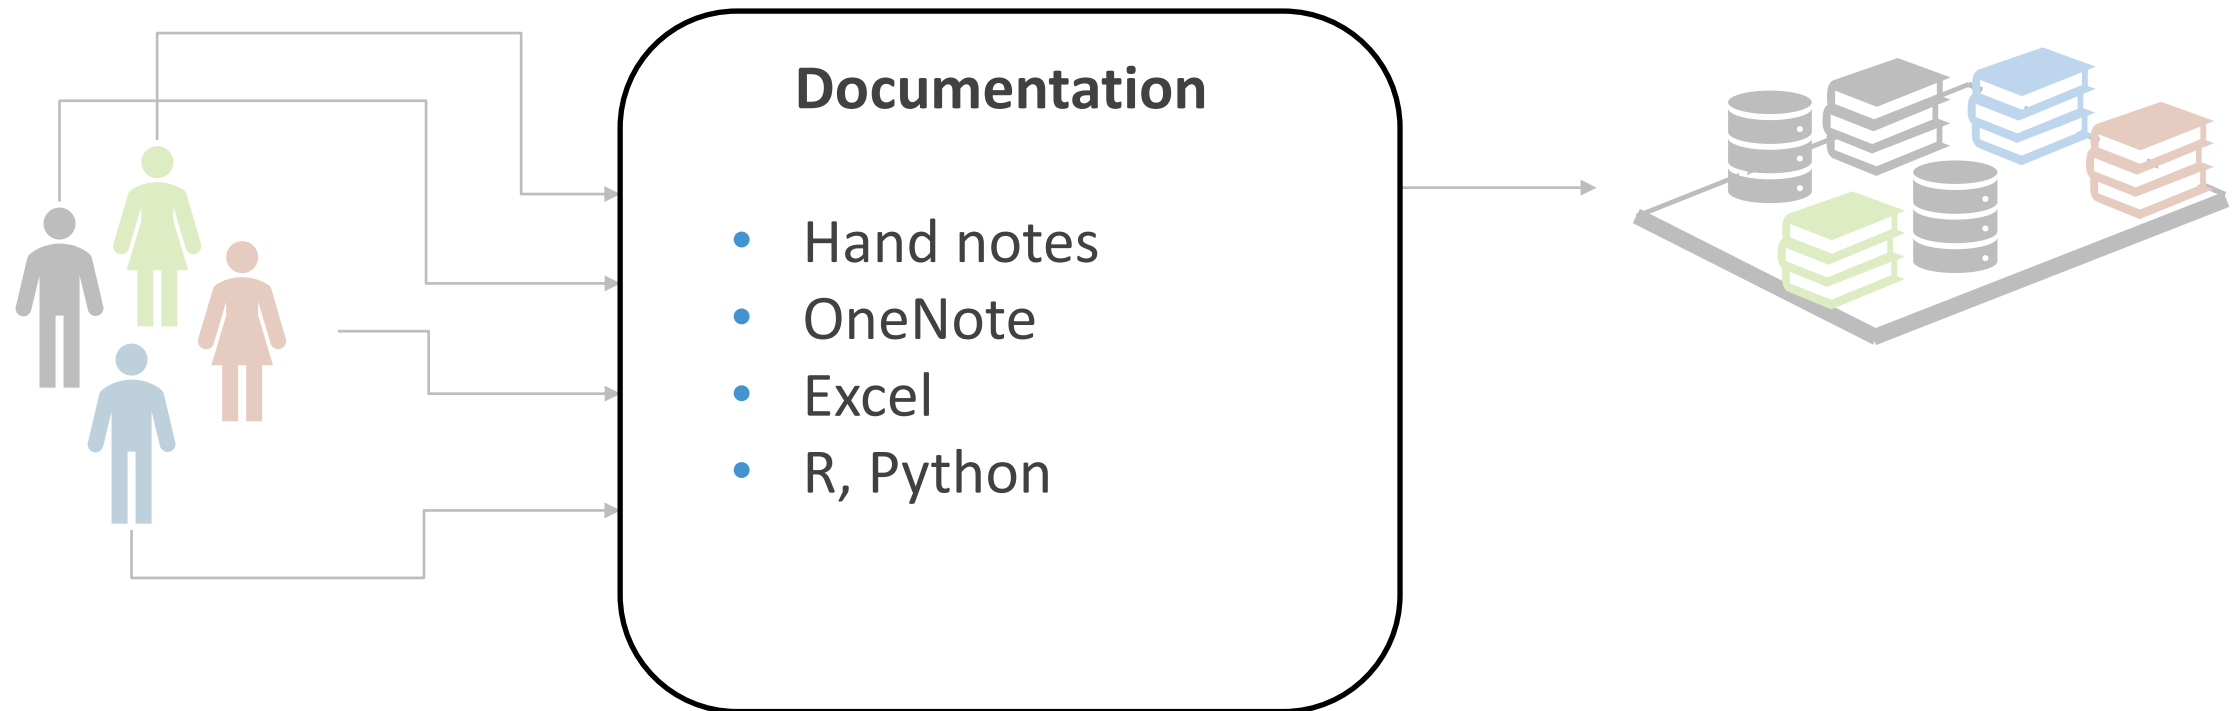 Documentation
• Hand notes
• OneNote
• Excel
• R, Python